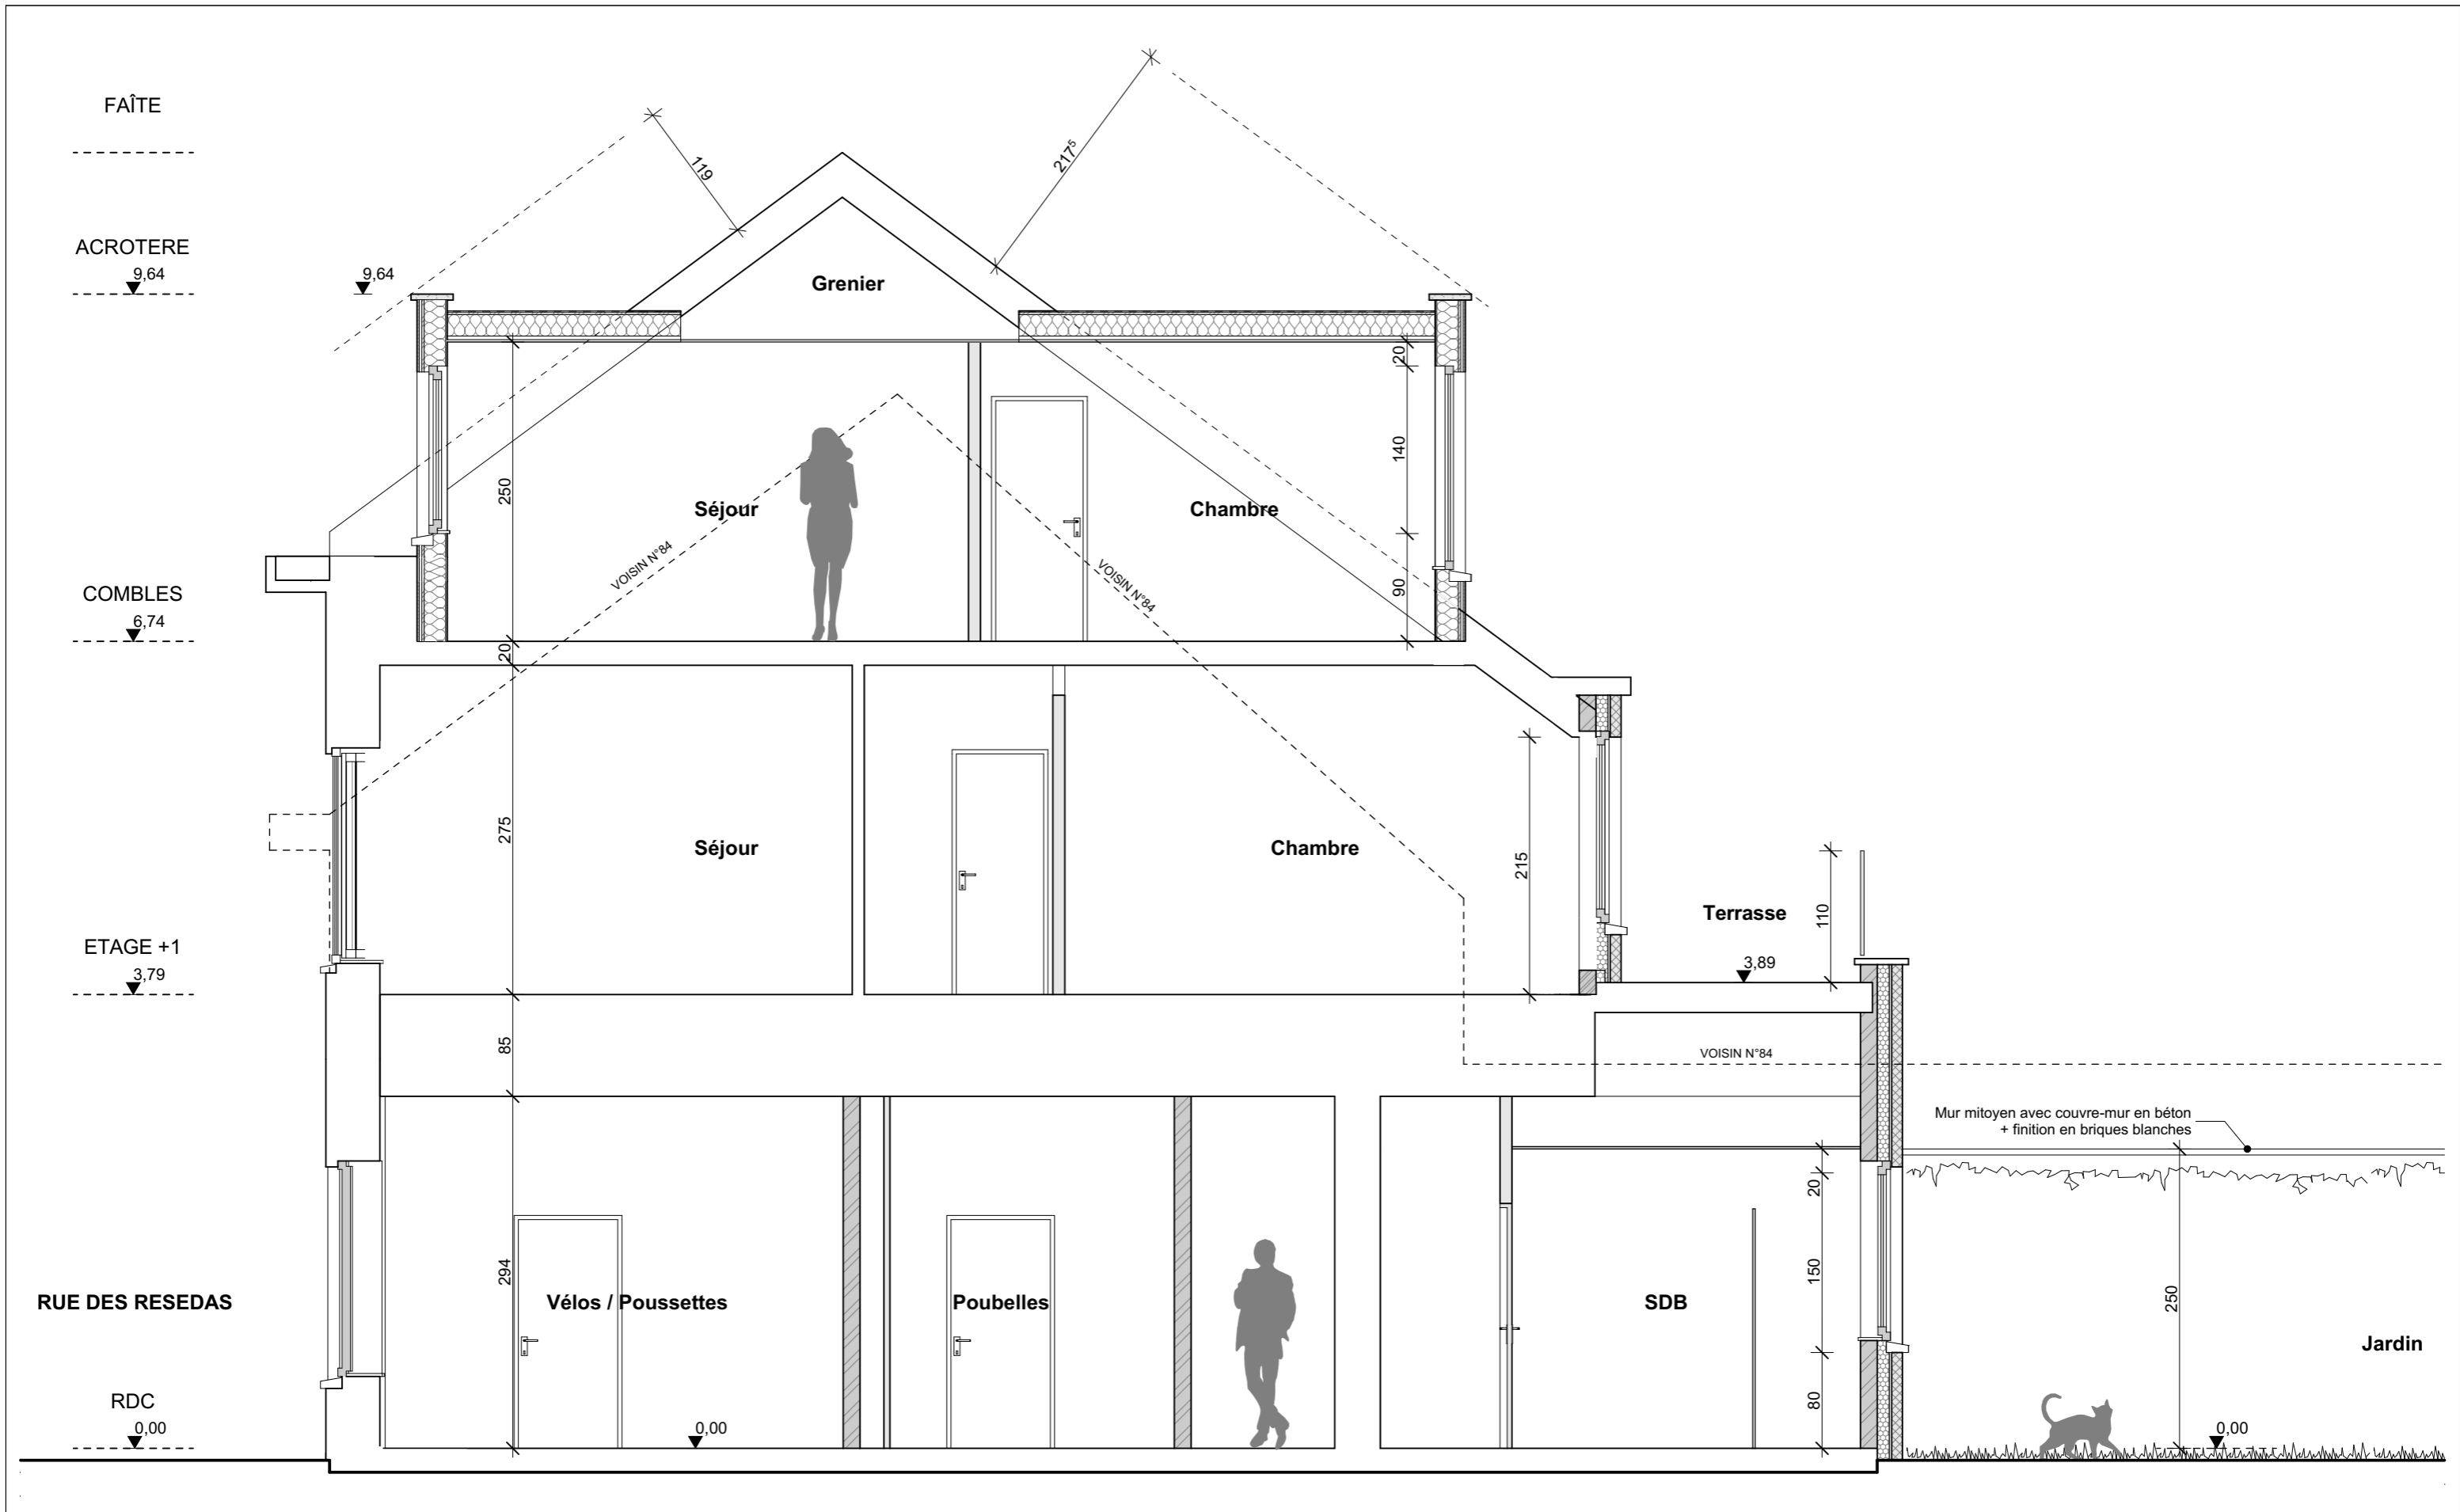 FAÎTE
ACROTERE
9,64
9,64
COMBLES
6,74
ETAGE +1
3,79
RUE DES RESEDAS
RDC
0,00
119
217⁵
Grenier
20
140
90
250
Séjour
Chambre
VOISIN N°84
VOISIN N°84
20
275
Séjour
Chambre
215
Terrasse
110
3,89
85
VOISIN N°84
Mur mitoyen avec couvre-mur en béton
+ finition en briques blanches
294
Vélos / Poussettes
Poubelles
SDB
20
150
80
250
Jardin
0,00
0,00